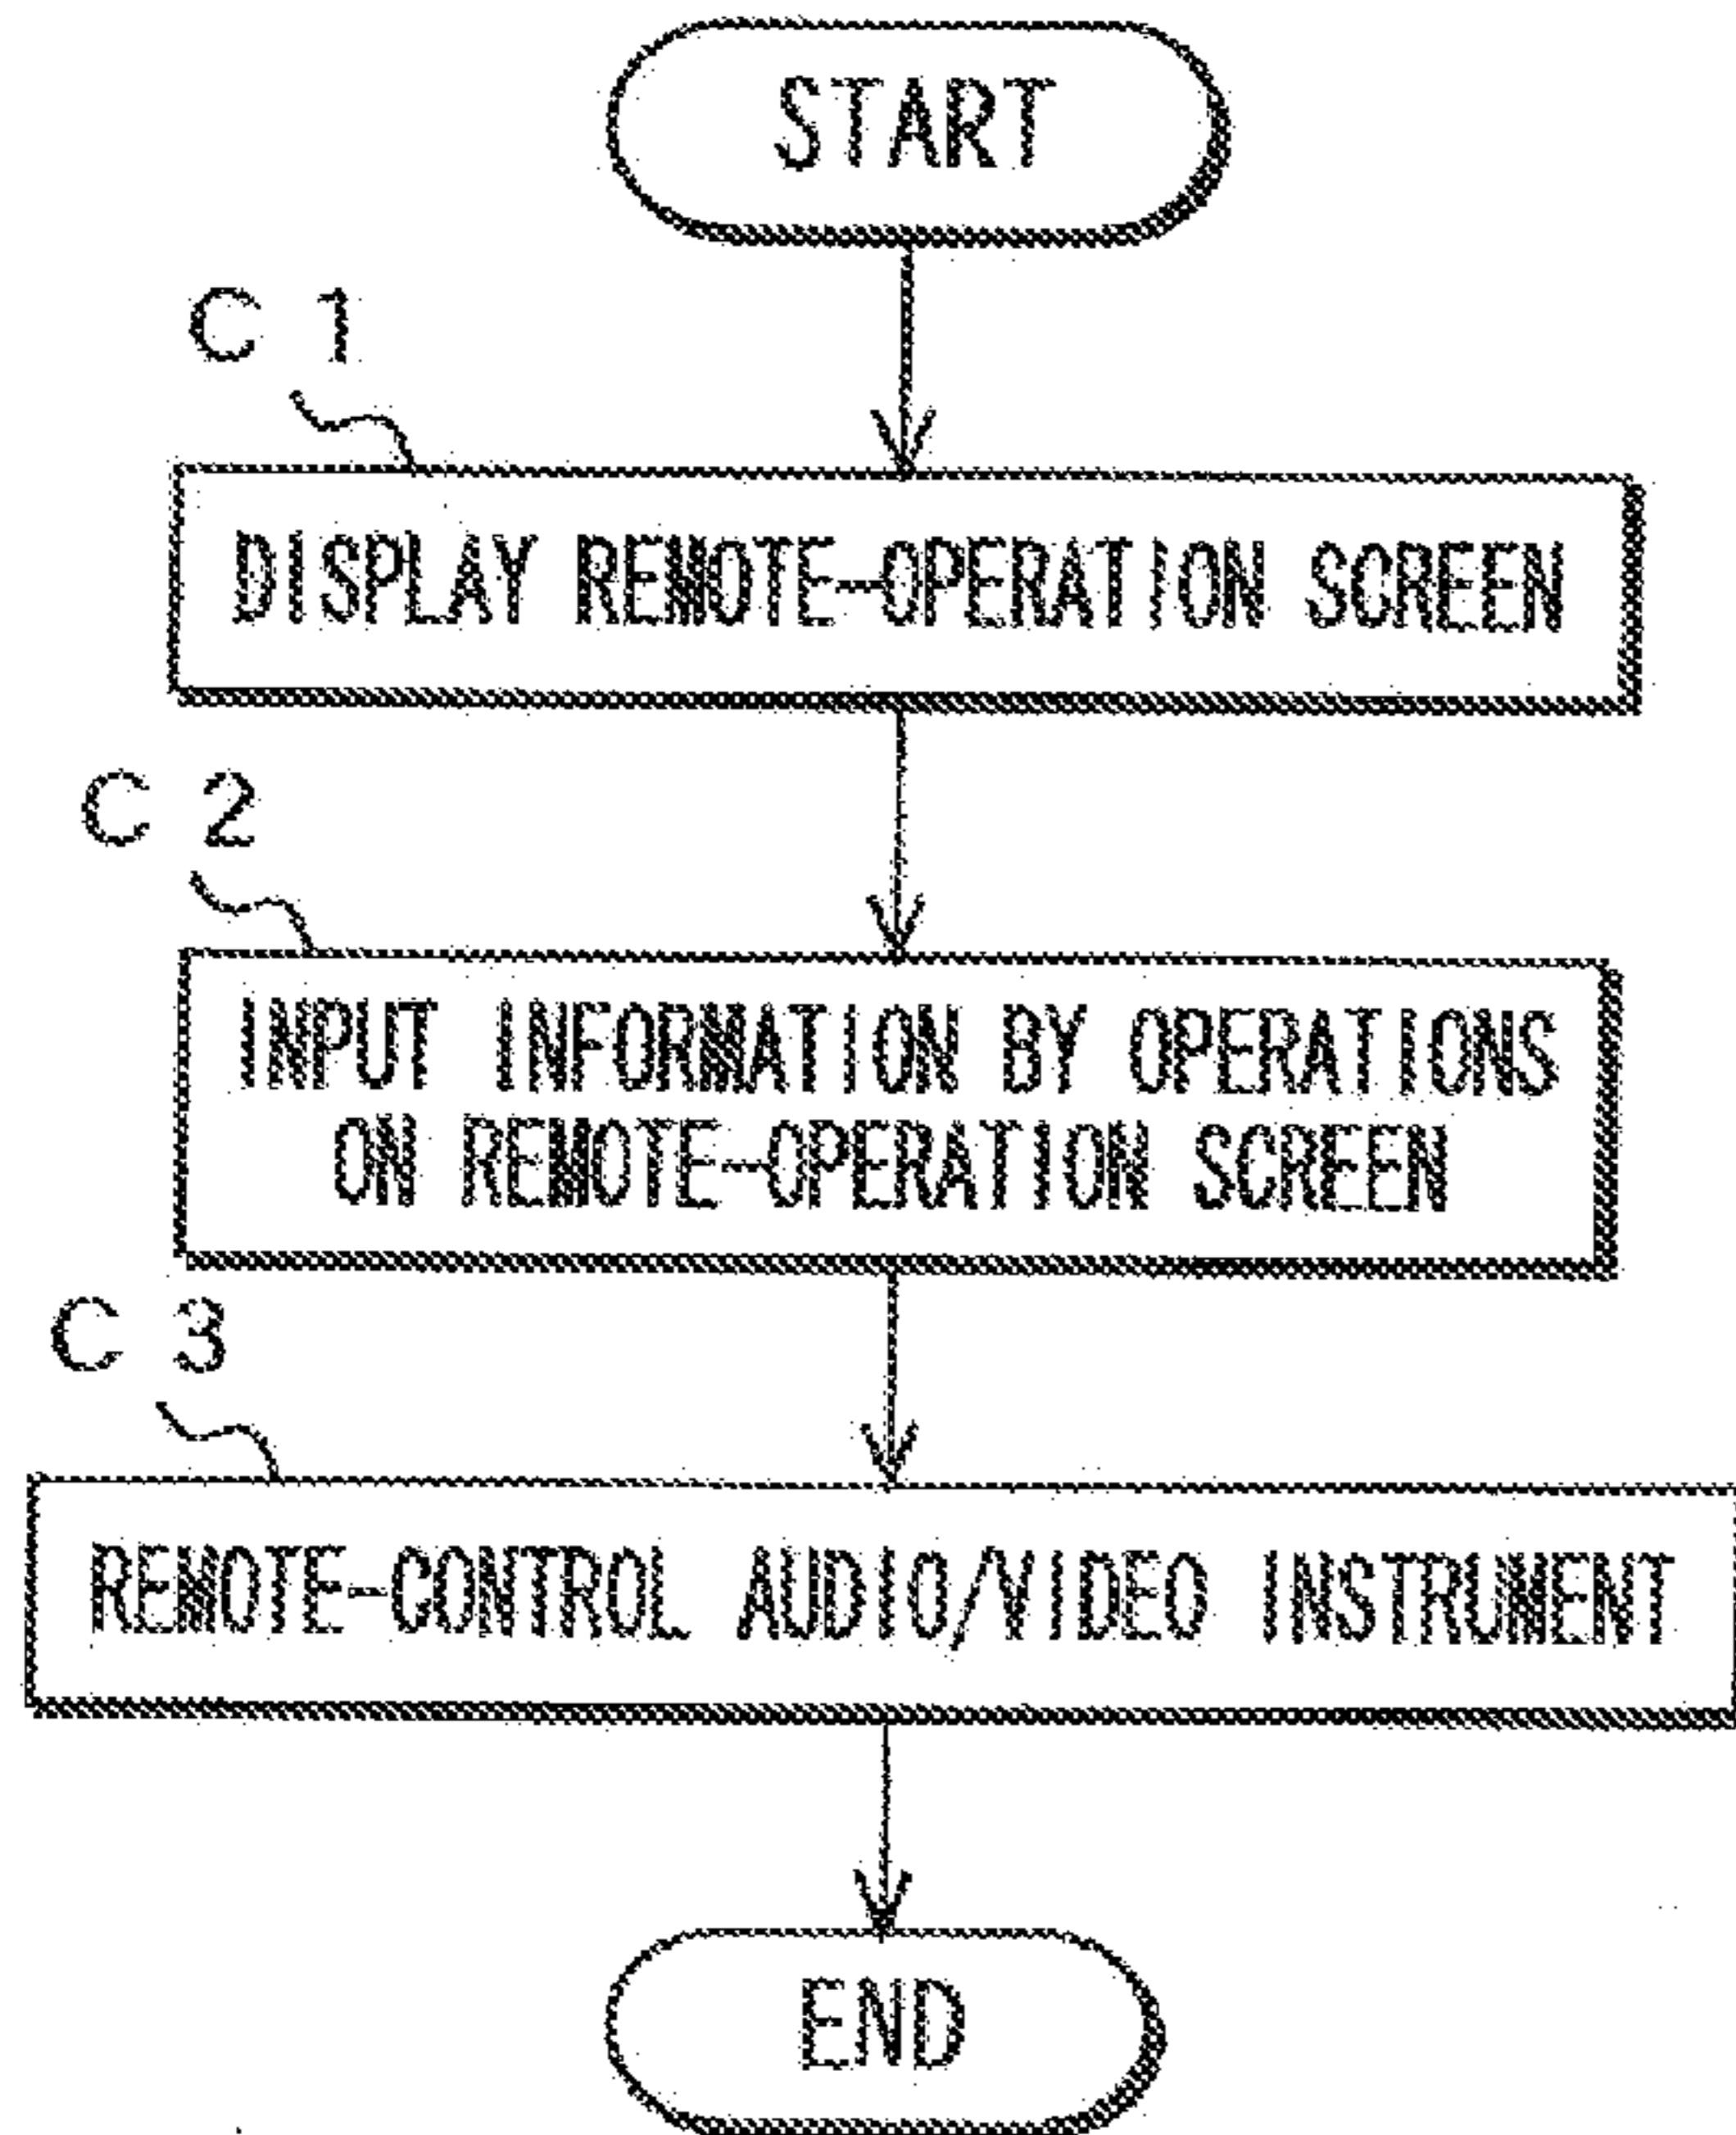 START
C 1
DISPLAY REMOTE-OPERATION SCREEN
C 2
INPUT INFORMATION BY OPERATIONS
ON REMOTE-OPERATION SCREEN
C 3
REMOTE-CONTROL AUDIO/VIDEO INSTRUMENT
END